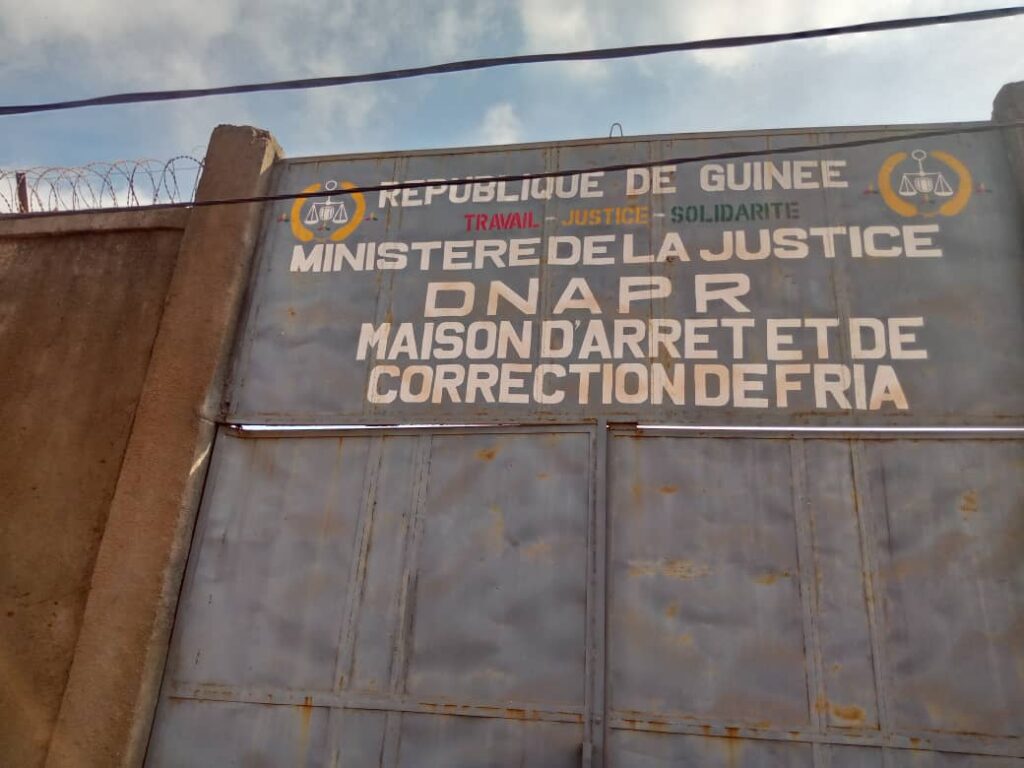 REPUBLIQUE DE GUINEE
TRAVAIL - JUSTICE - SOLIDARITE
MINISTERE DE LA JUSTICE
DNAPR
MAISON D'ARRET ET DE
CORRECTION DE FRIA